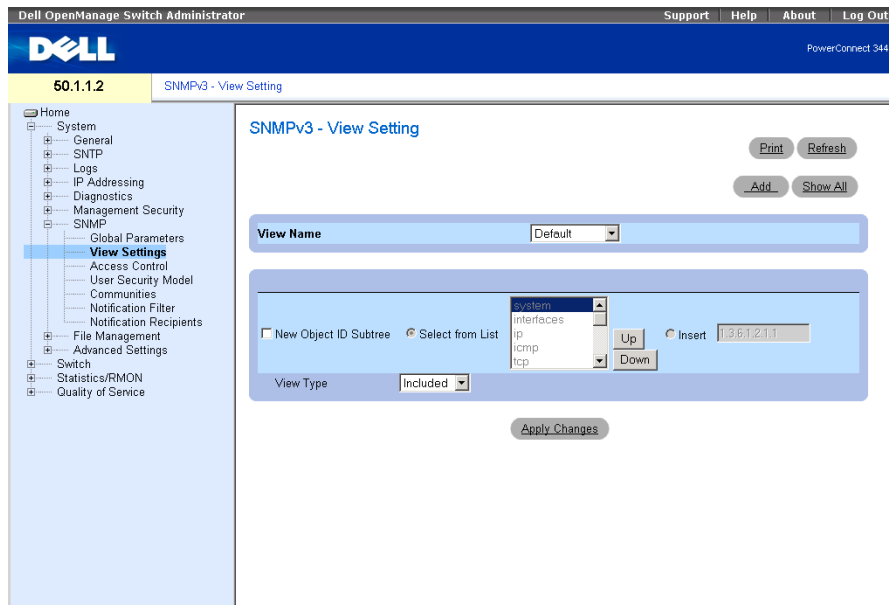 Dell OpenManage Switch Administrator
Support Help About Log Out
DELL
PowerConnect 344
50.1.1.2
SNMPv3 - View Setting
Home
System
General
SNTP
Logs
IP Addressing
Diagnostics
Management Security
SNMP
Global Parameters
View Settings
Access Control
User Security Model
Communities
Notification Filter
Notification Recipients
File Management
Advanced Settings
Switch
Statistics/RMON
Quality of Service
SNMPv3 - View Setting
Print Refresh
Add Show All
View Name Default
New Object ID Subtree Select from List
system
interfaces
ip
icmp
tcp
Up
Down
Insert 1.3.6.1.2.1.1
View Type Included
Apply Changes